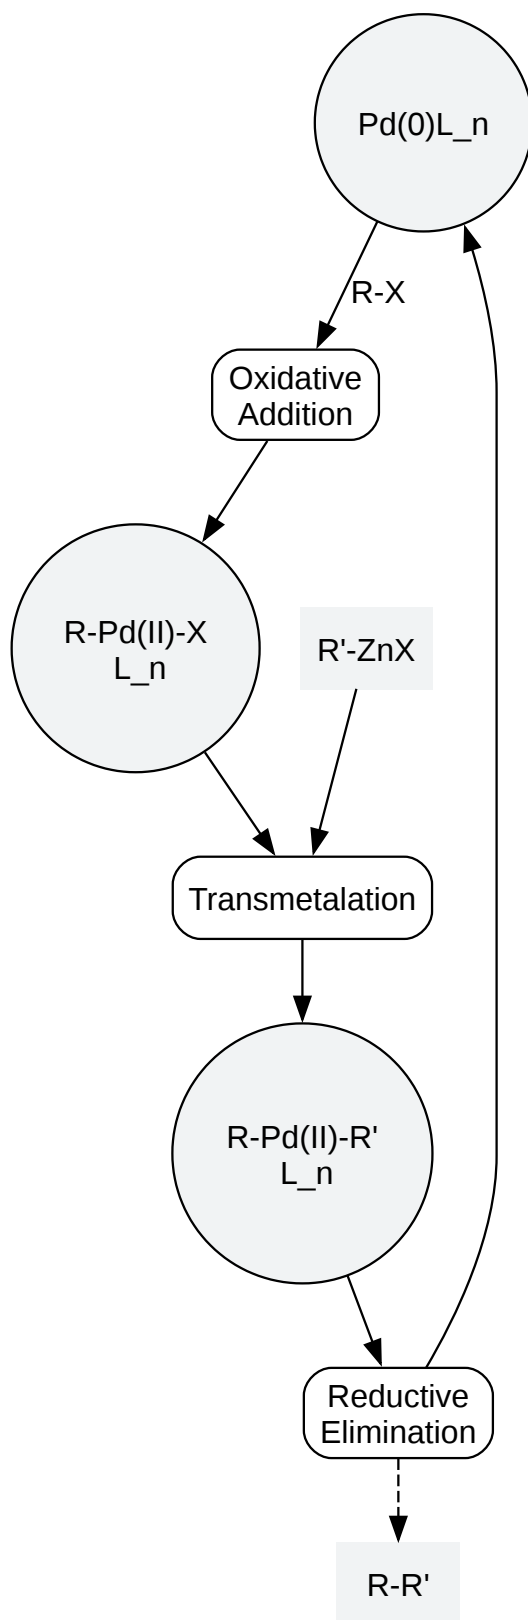 Pd(0)L_n
R-X
Oxidative
Addition
R-Pd(II)-X
L_n
R'-ZnX
Transmetalation
R-Pd(II)-R'
L_n
Reductive
Elimination
R-R'